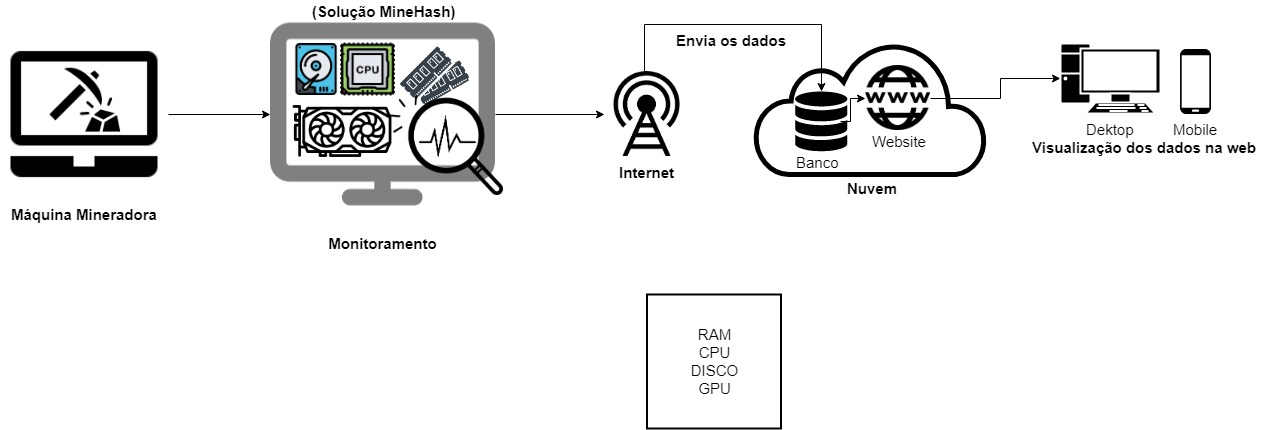 (Solução MineHash)
CPU
Máquina Mineradora
Monitoramento
Internet
Envia os dados
WWW
Website
Banco
Nuvem
Dektop
Mobile
Visualização dos dados na web
RAM
CPU
DISCO
GPU